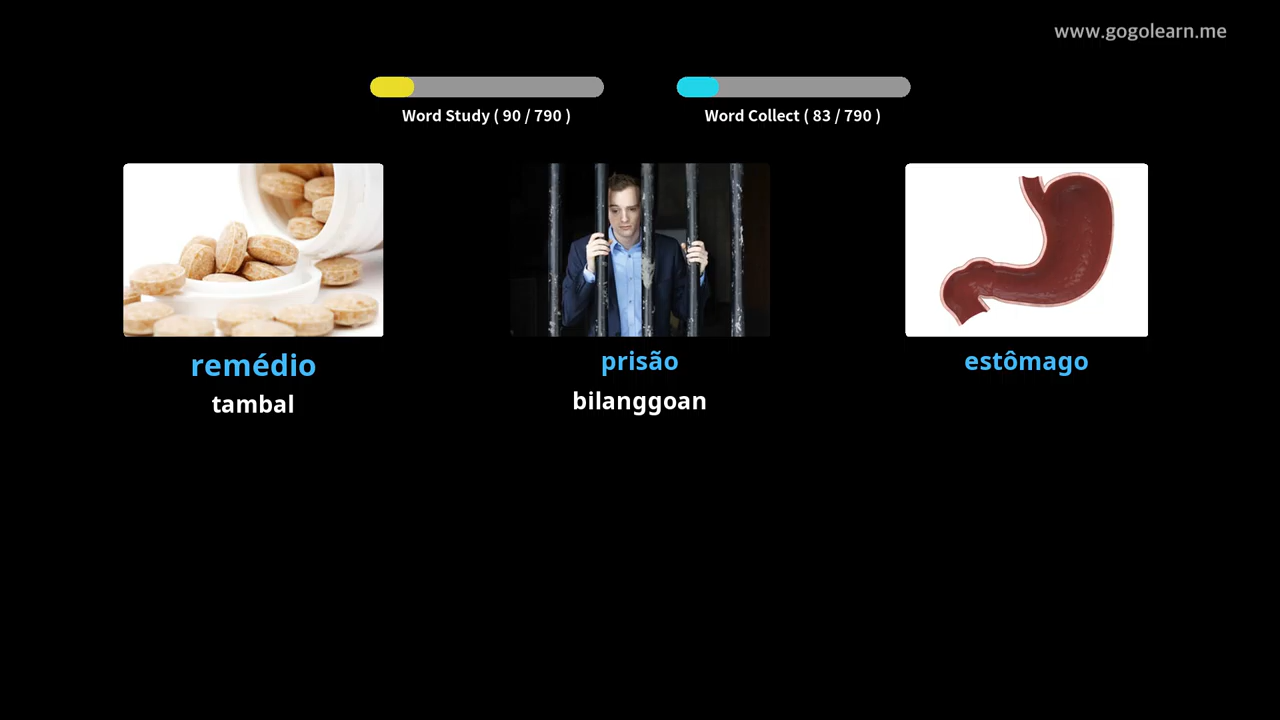 www.gogolearn.me
Word Study ( 90 / 790 )
Word Collect ( 83 / 790 )
remédio
tambal
prisão
bilanggoan
estômago